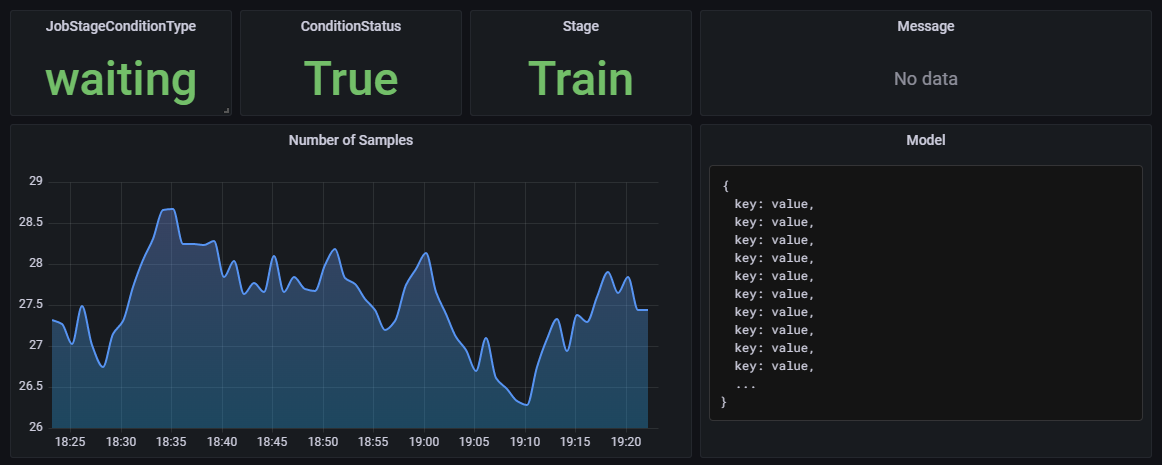 JobStageConditionType
waiting
ConditionStatus
True
Stage
Train
Message
No data
Number of Samples
29
28.5
28
27.5
27
26.5
26
18:25 18:30 18:35 18:40 18:45 18:50 18:55 19:00 19:05 19:10 19:15 19:20
Model
{
key: value,
key: value,
key: value,
key: value,
key: value,
key: value,
key: value,
key: value,
key: value,
key: value,
...
}